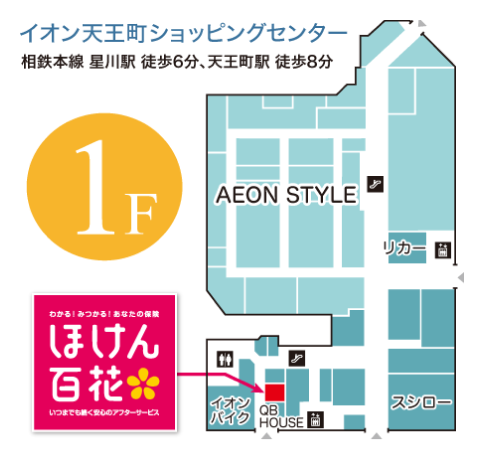 イオン天王町ショッピングセンター
相鉄本線 星川駅 徒歩6分、天王町駅 徒歩8分
1F
AEON STYLE
リカー
わかる!みつかる!あなたの保険
ほけん
百花
いつまでも続く安心のアフターサービス
イオン
バイク
QB
HOUSE
スシロー